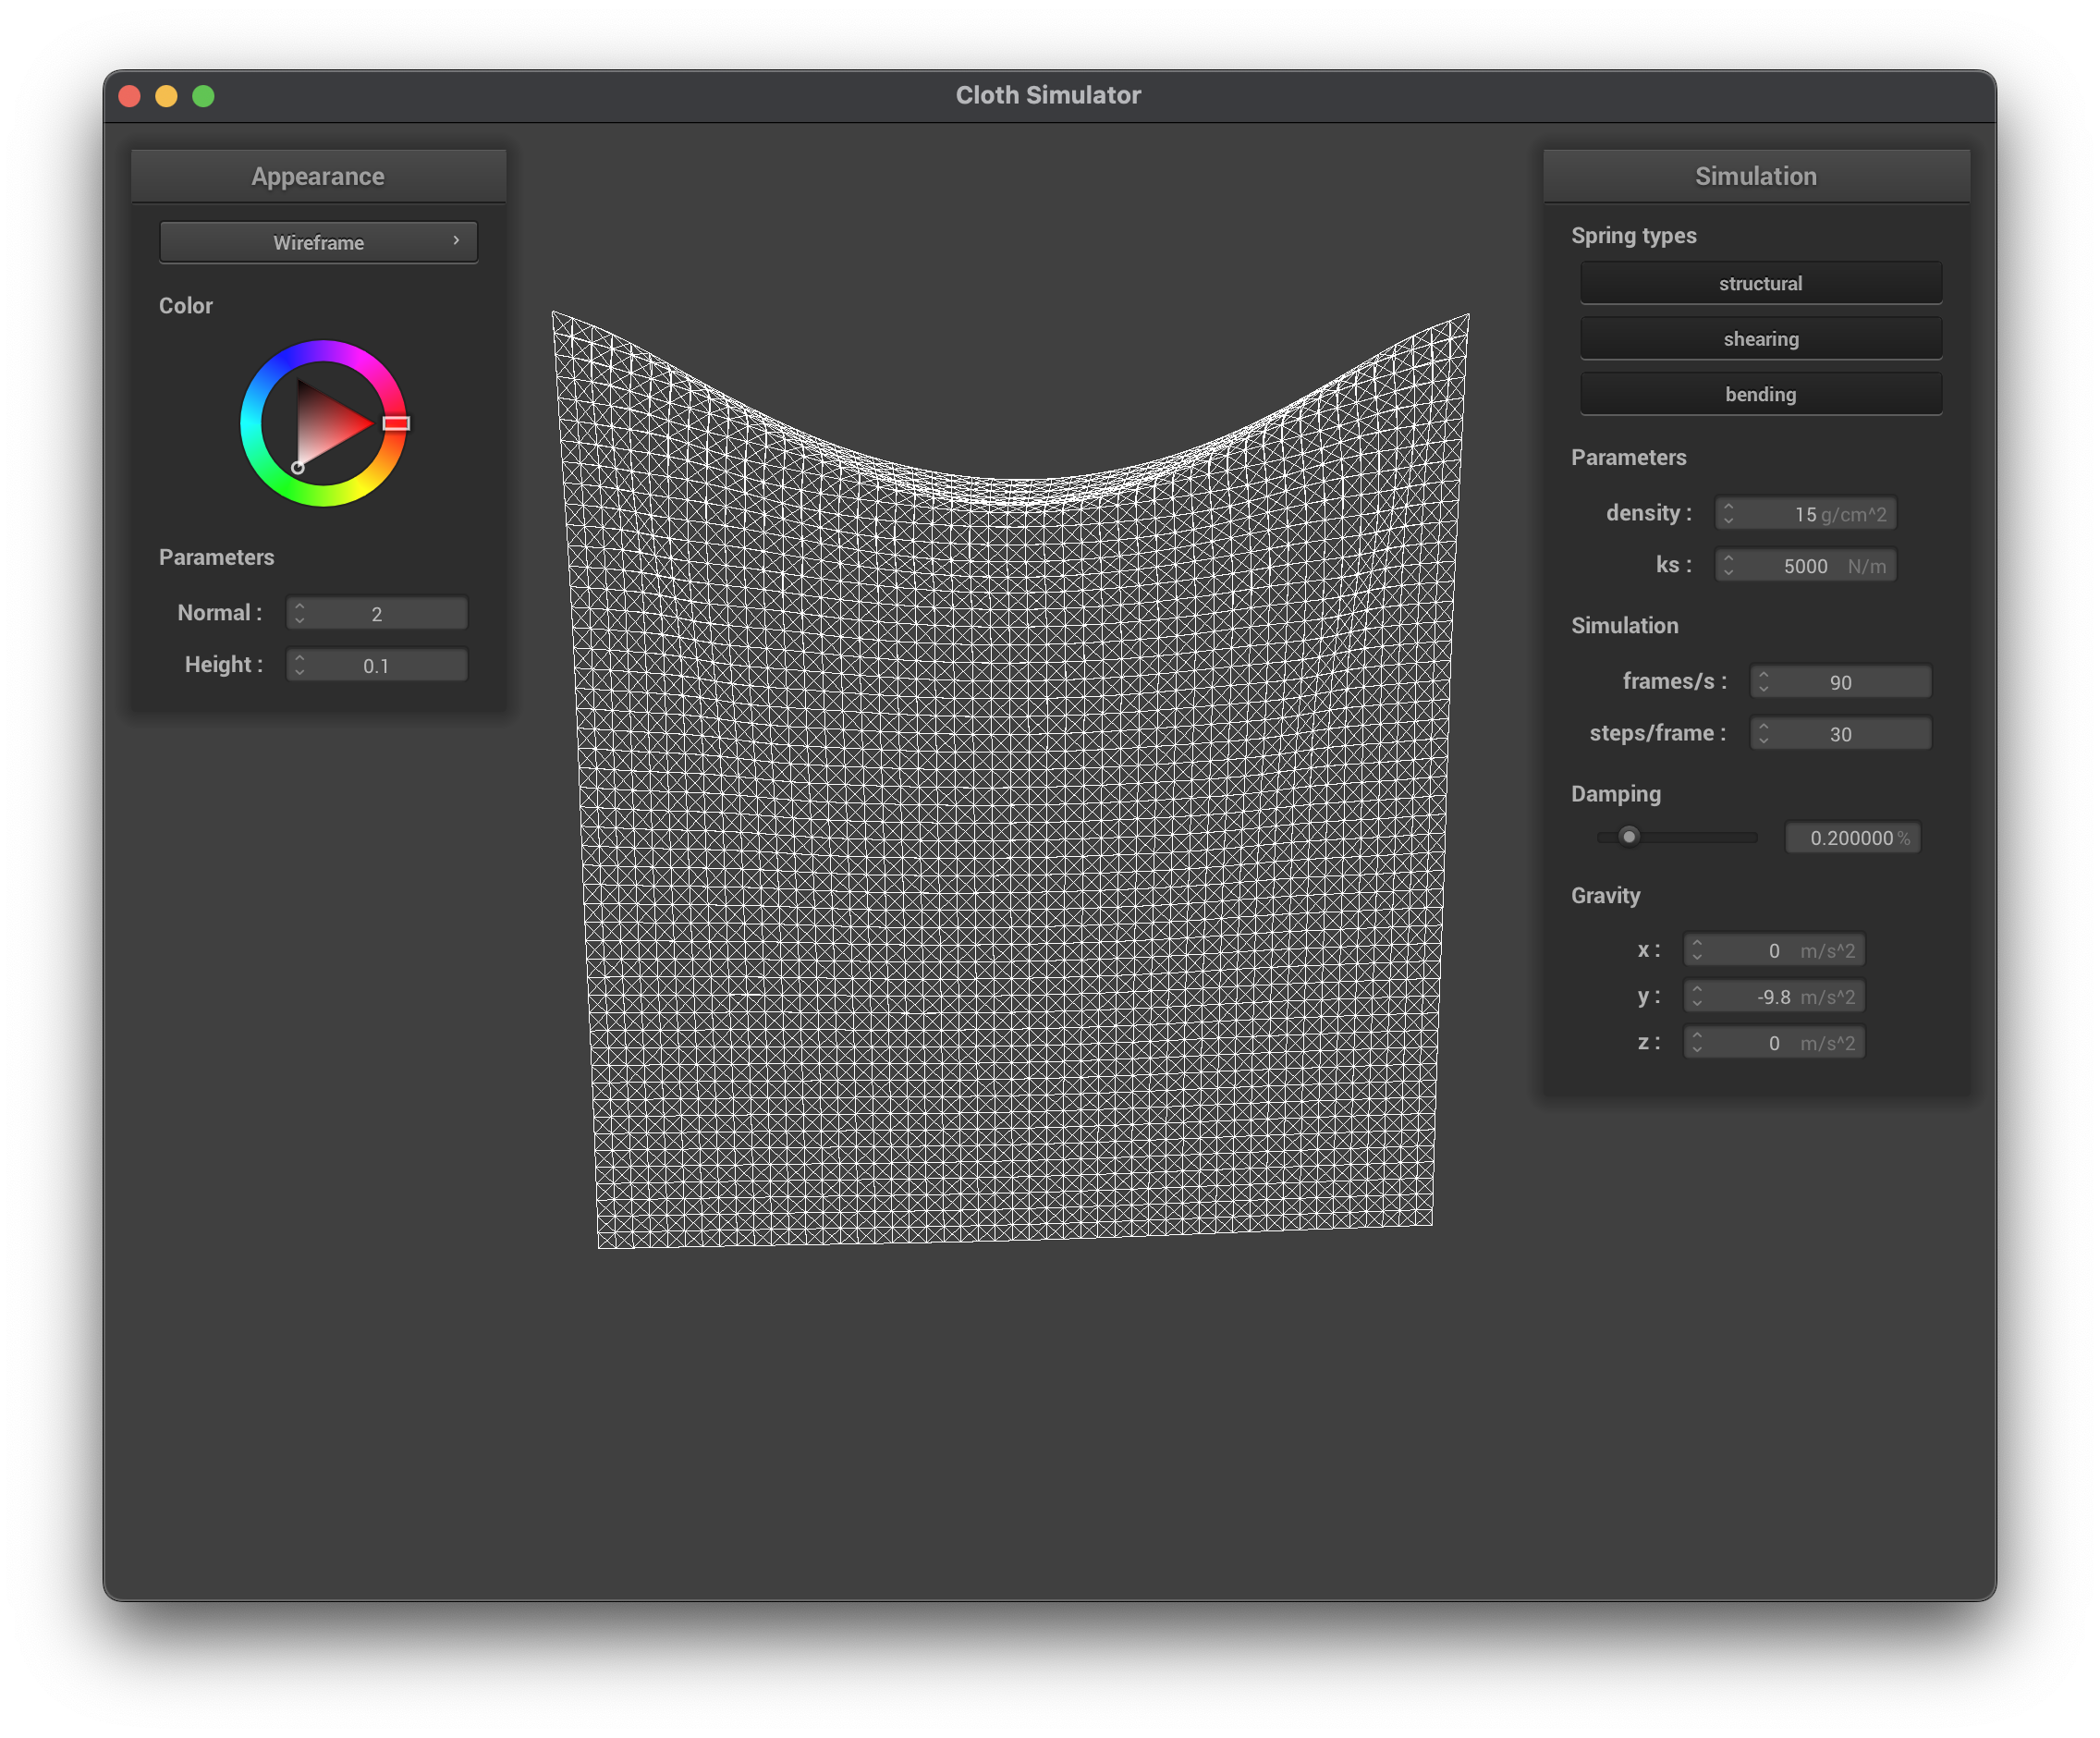 Cloth Simulator
Appearance
Wireframe
Color
Parameters
Normal : 2
Height : 0.1
Simulation
Spring types
structural
shearing
bending
Parameters
density : 15 g/cm^2
ks : 5000 N/m
Simulation
frames/s : 90
steps/frame : 30
Damping
0.200000 %
Gravity
x : 0 m/s^2
y : -9.8 m/s^2
z : 0 m/s^2